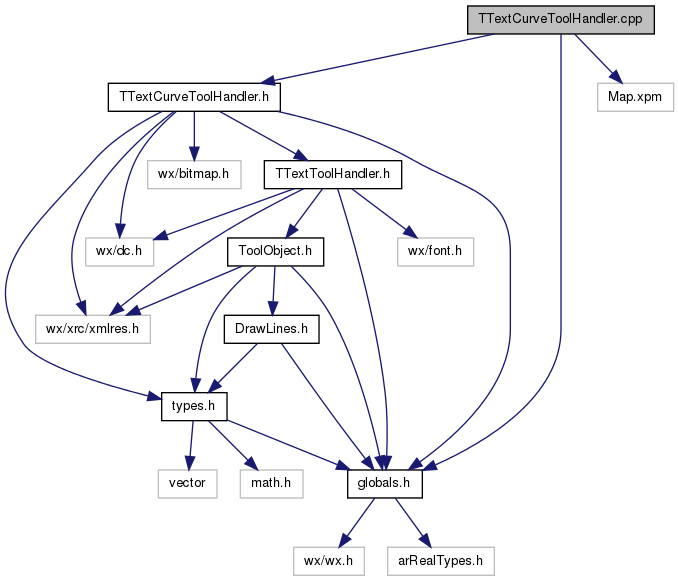 TTextCurveToolHandler.cpp
TTextCurveToolHandler.h
Map.xpm
wx/bitmap.h
TTextToolHandler.h
wx/dc.h
ToolObject.h
wx/font.h
wx/xrc/xmlres.h
DrawLines.h
types.h
vector
math.h
globals.h
wx/wx.h
arRealTypes.h